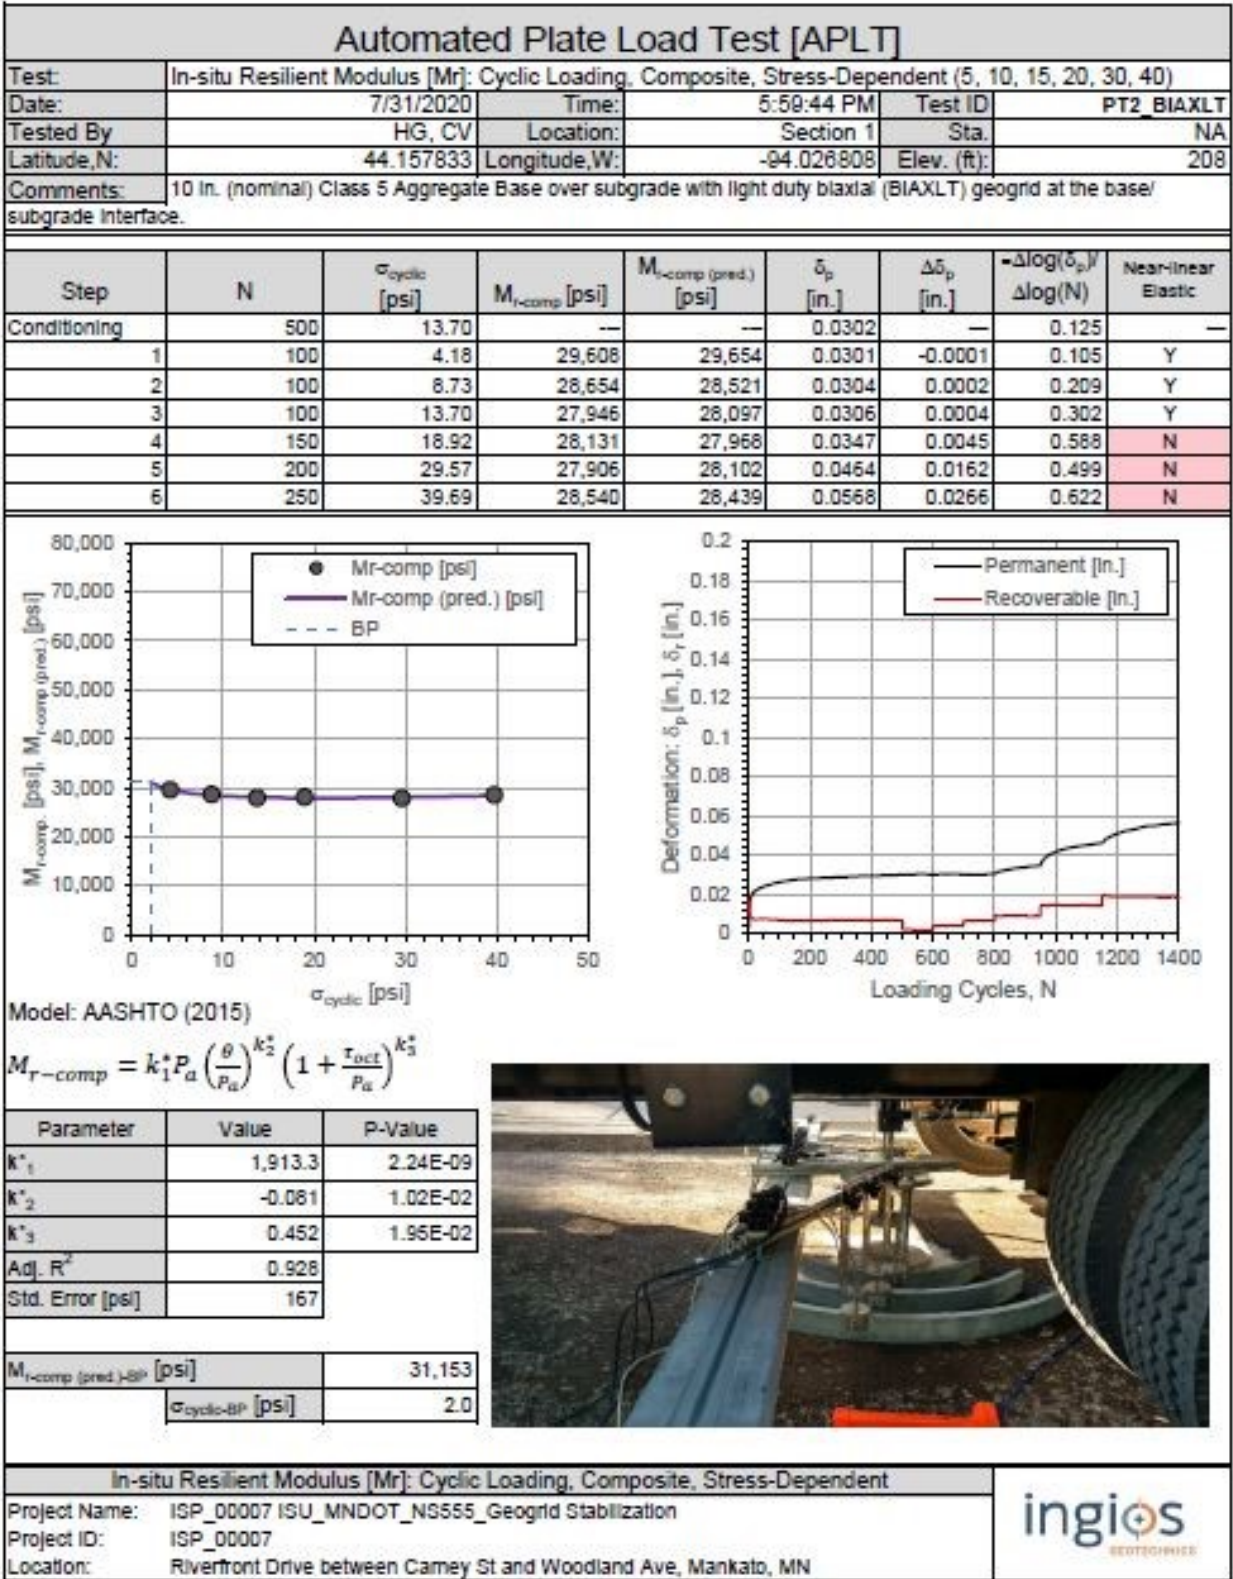 Automated Plate Load Test [APLT]
Test: In-situ Resilient Modulus [Mr]: Cyclic Loading, Composite, Stress-Dependent (5, 10, 15, 20, 30, 40)
Date: 7/31/2020 Time: 5:59:44 PM Test ID PT2_BIAXLT
Tested By HG, CV Location: Section 1 Sta. NA
Latitude,N: 44.157833 Longitude,W: -94.026808 Elev. (ft): 208
Comments: 10 in. (nominal) Class 5 Aggregate Base over subgrade with light duty biaxial (BIAXLT) geogrid at the base/
subgrade interface.
Step N σcyclic [psi] Mr-comp [psi] Mr-comp (pred.) [psi] δp [in.] Δδp [in.] -Δlog(δp)/Δlog(N) Near-linear Elastic
Conditioning 500 13.70 --- --- 0.0302 --- 0.125 ---
1 100 4.18 29,608 29,654 0.0301 -0.0001 0.105 Y
2 100 8.73 28,654 28,521 0.0304 0.0002 0.209 Y
3 100 13.70 27,946 28,097 0.0306 0.0004 0.302 Y
4 150 18.92 28,131 27,968 0.0347 0.0045 0.588 N
5 200 29.57 27,906 28,102 0.0464 0.0162 0.499 N
6 250 39.69 28,540 28,439 0.0568 0.0266 0.622 N
Mr-comp. [psi], Mr-comp (pred.) [psi]
80,000
70,000
60,000
50,000
40,000
30,000
20,000
10,000
0
Mr-comp [psi]
Mr-comp (pred.) [psi]
BP
0 10 20 30 40 50
σcyclic [psi]
Deformation: δp [in.], δr [in.]
0.2
0.18
0.16
0.14
0.12
0.1
0.08
0.06
0.04
0.02
0
Permanent [in.]
Recoverable [in.]
0 200 400 600 800 1000 1200 1400
Loading Cycles, N
Model: AASHTO (2015)
M_{r-comp} = k_1^* P_a (θ/P_a)^{k_2^*} (1 + τ_oct/P_a)^{k_3^*}
Parameter Value P-Value
k*1 1,913.3 2.24E-09
k*2 -0.081 1.02E-02
k*3 0.452 1.95E-02
Adj. R2 0.928
Std. Error [psi] 167
Mr-comp (pred.)-BP [psi] 31,153
σcyclic-BP [psi] 2.0
In-situ Resilient Modulus [Mr]: Cyclic Loading, Composite, Stress-Dependent
Project Name: ISP_00007 ISU_MNDOT_NS555_Geogrid Stabilization
Project ID: ISP_00007
Location: Riverfront Drive between Carney St and Woodland Ave, Mankato, MN
ingios
GEOTECHNICS